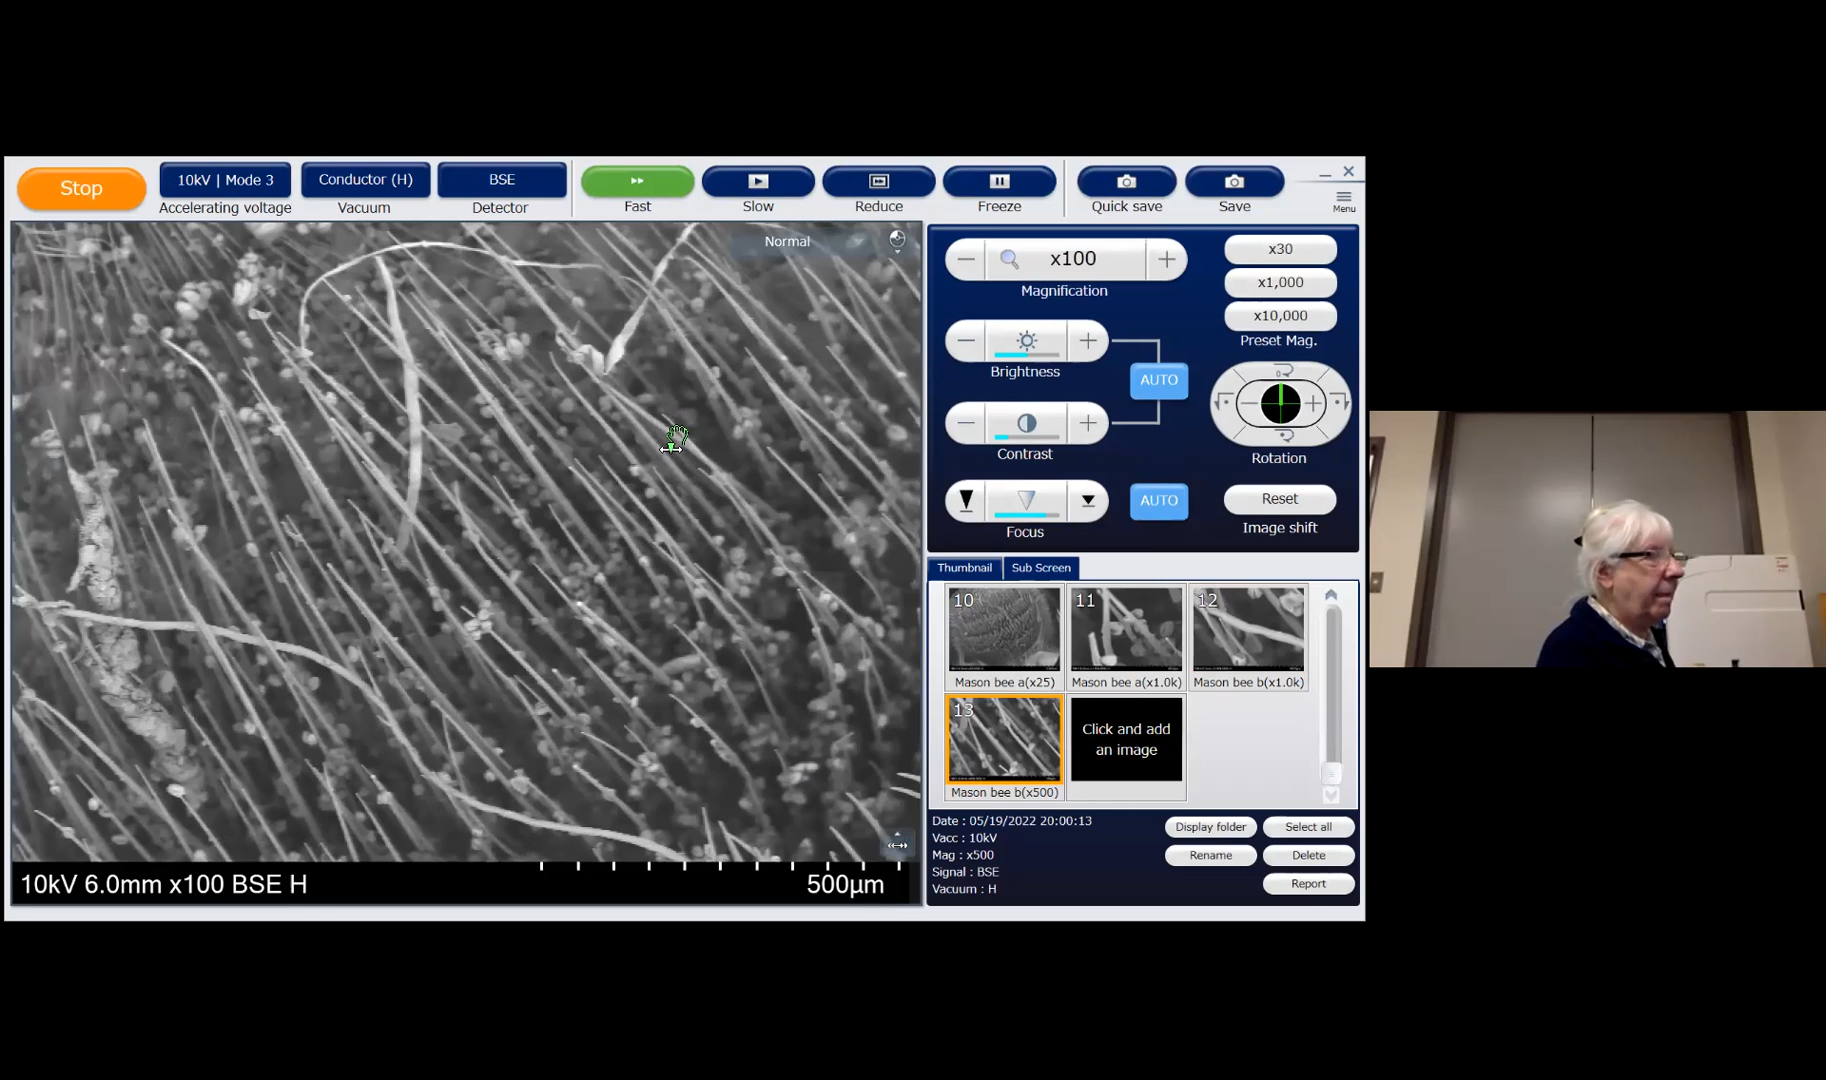 Stop
10kV | Mode 3
Accelerating voltage
Conductor (H)
Vacuum
BSE
Detector
Fast
Slow
Reduce
Freeze
Quick save
Save
Menu
Normal
10kV 6.0mm x100 BSE H
500µm
x100
Magnification
Brightness
AUTO
Contrast
Focus
AUTO
x30
x1,000
x10,000
Preset Mag.
0
Rotation
Reset
Image shift
Thumbnail
Sub Screen
10
Mason bee a(x25)
11
Mason bee a(x1.0k)
12
Mason bee b(x1.0k)
13
Mason bee b(x500)
Click and add
an image
Date : 05/19/2022 20:00:13
Vacc : 10kV
Mag : x500
Signal : BSE
Vacuum : H
Display folder
Select all
Rename
Delete
Report